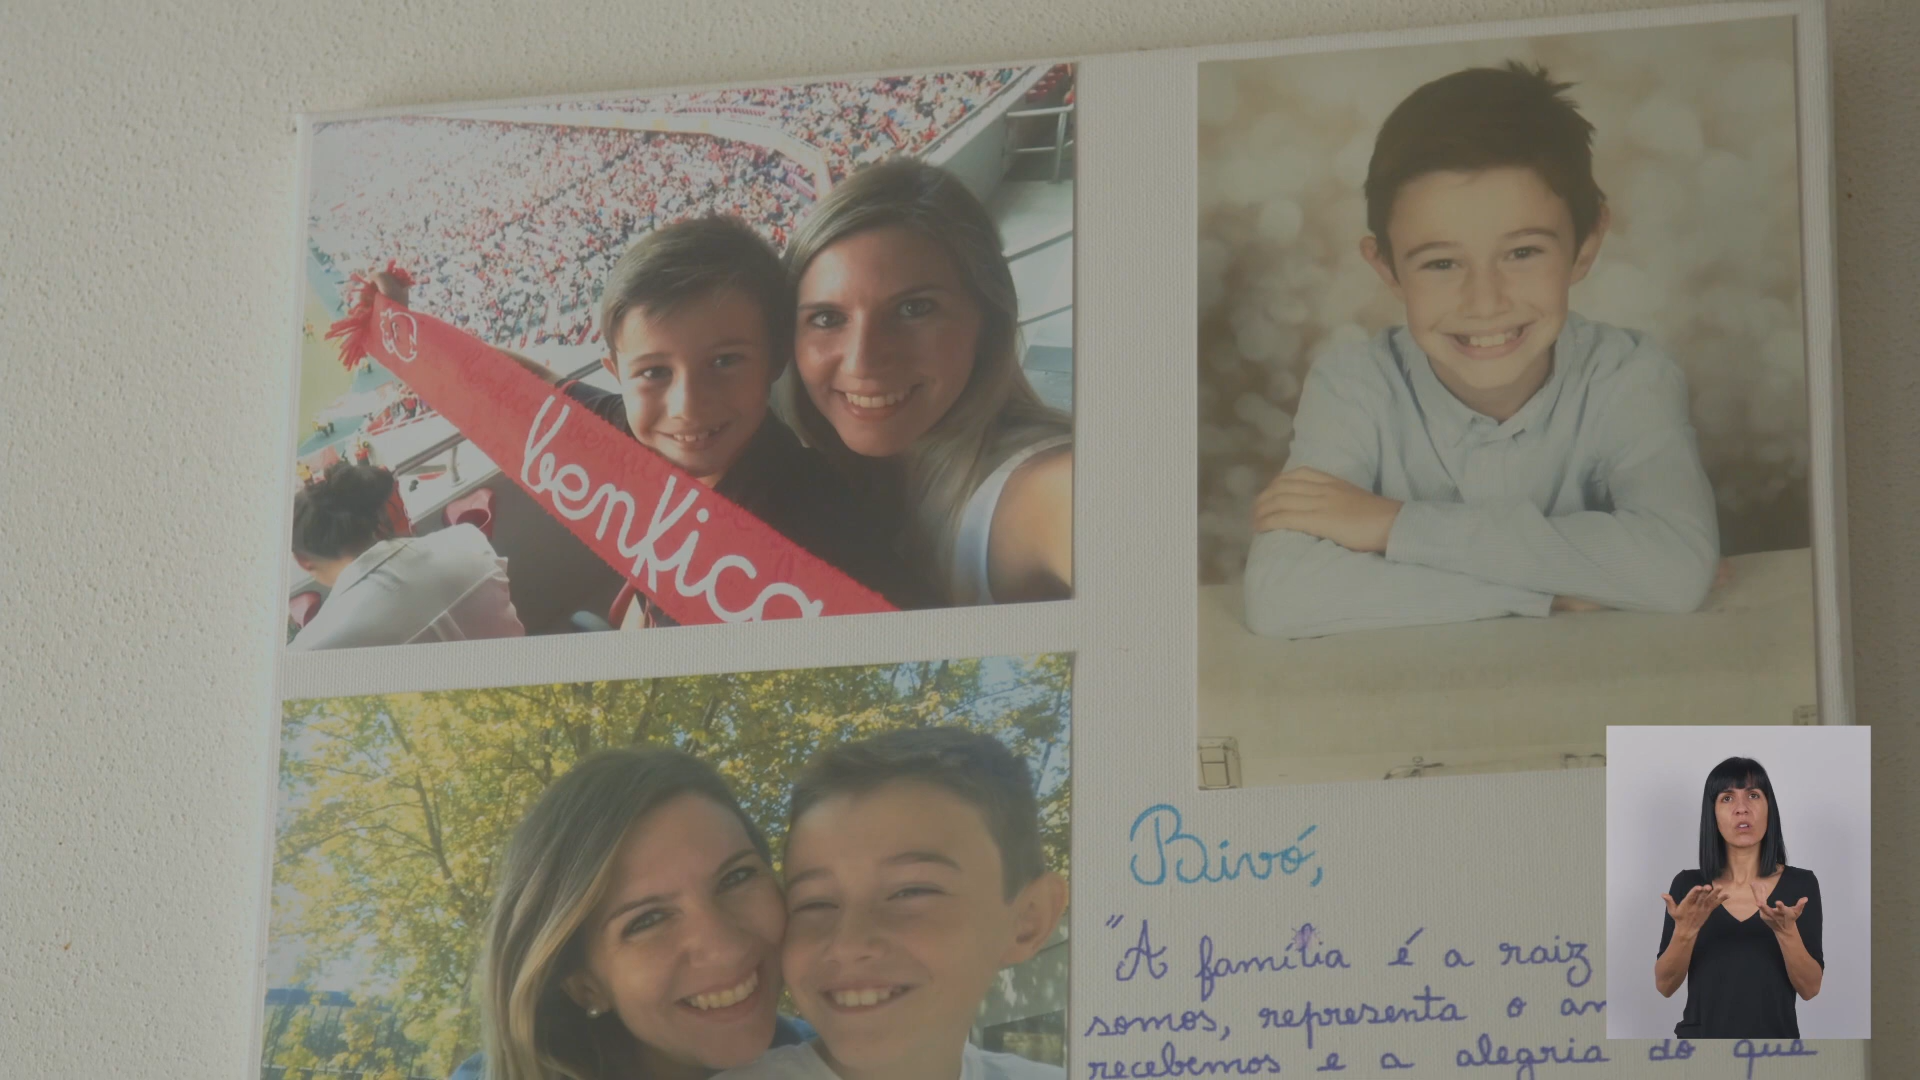 benfica
Bivó,
"A família é a raiz
somos, representa o
recebemos e a alegria do que